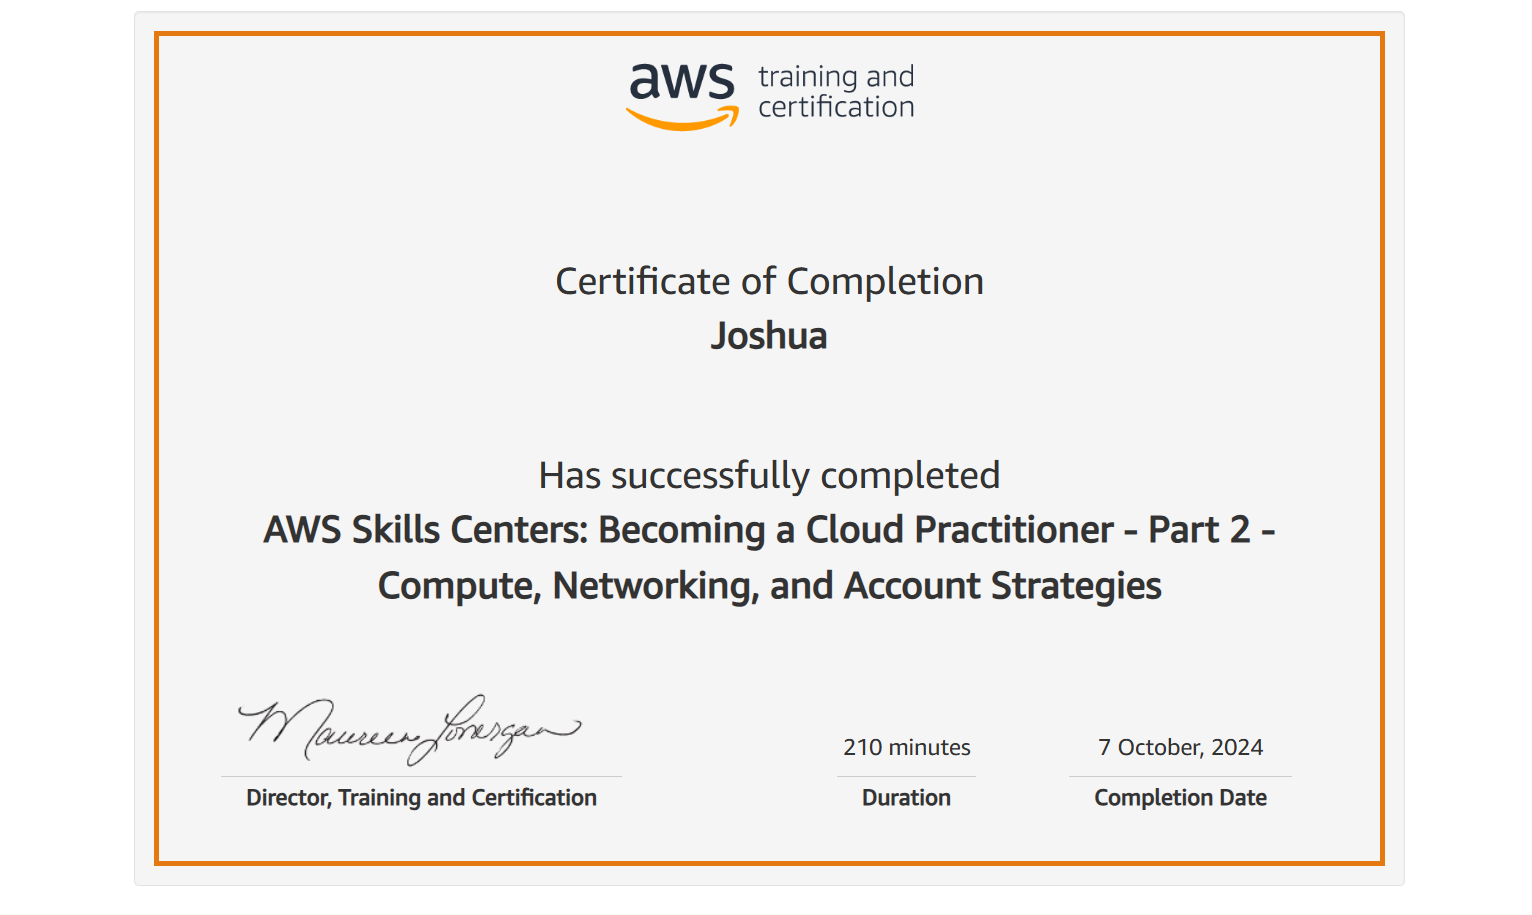 aws training and
certification
Certificate of Completion
Joshua
Has successfully completed
AWS Skills Centers: Becoming a Cloud Practitioner - Part 2 -
Compute, Networking, and Account Strategies
Maureen Lonergan
210 minutes
7 October, 2024
Director, Training and Certification
Duration
Completion Date